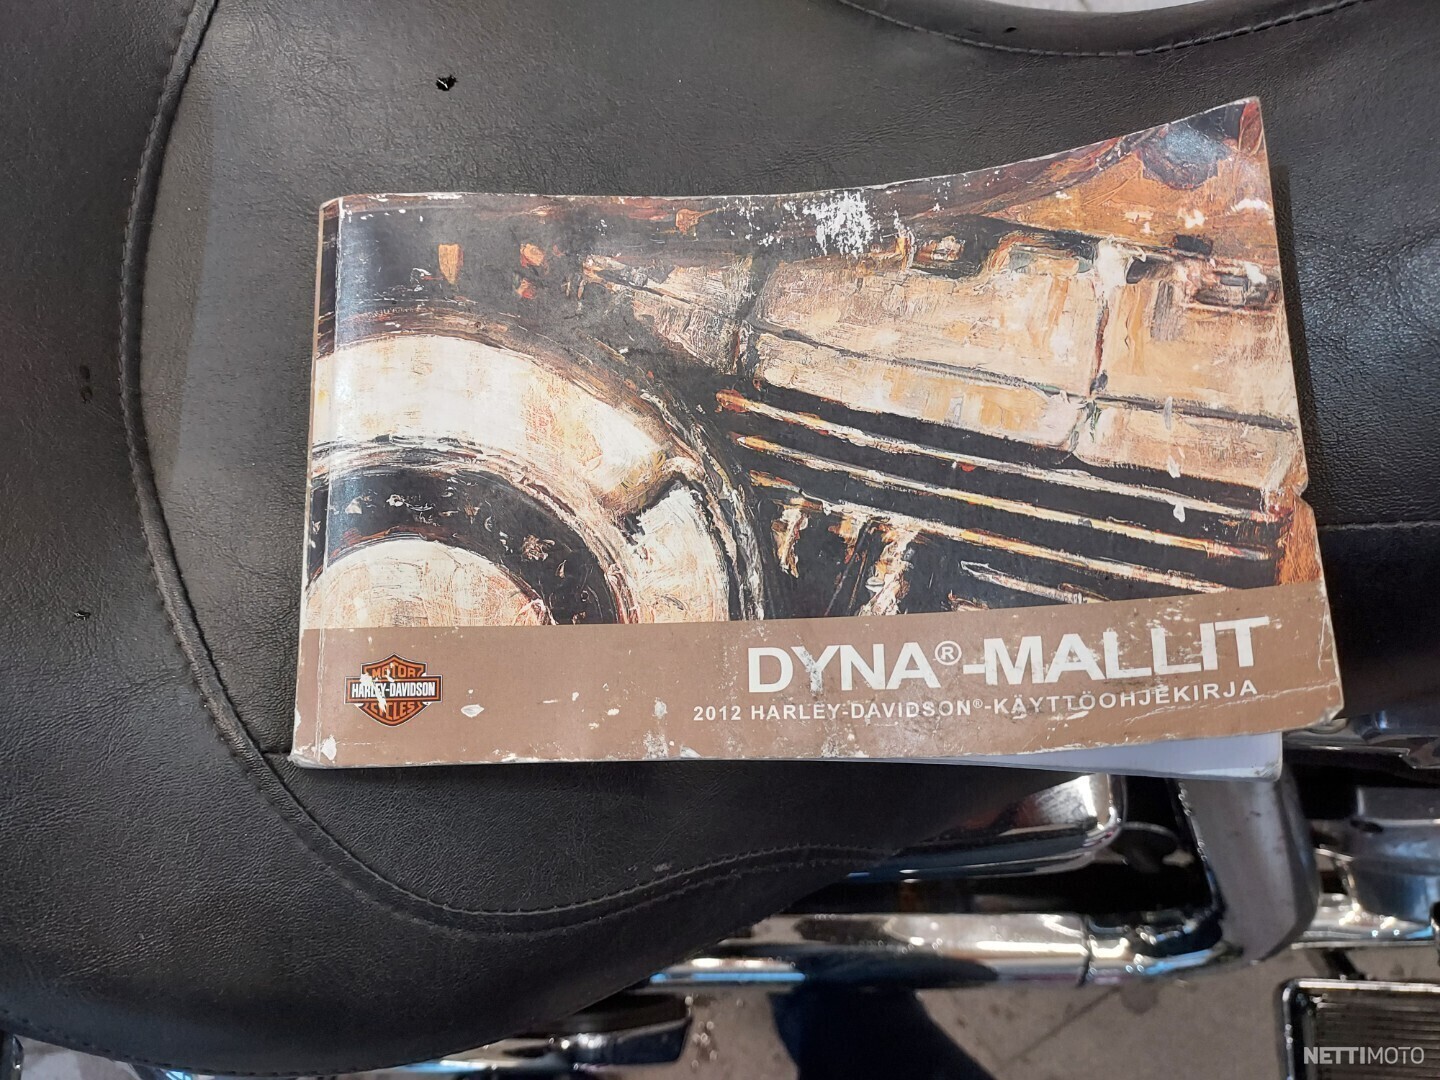 DYNA®-MALLIT
2012 HARLEY-DAVIDSON®-KÄYTTÖOHJEKIRJA
MOTOR
HARLEY-DAVIDSON
CYCLES
NETTIMOTO